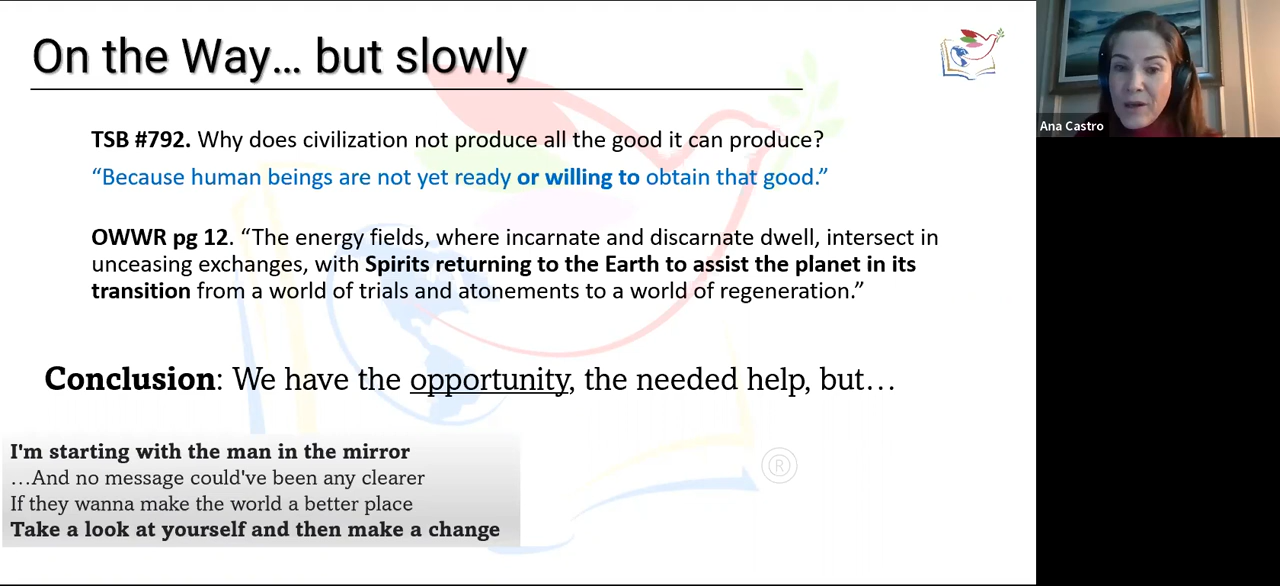 On the Way... but slowly
TSB #792. Why does civilization not produce all the good it can produce?
“Because human beings are not yet ready or willing to obtain that good.”
OWWR pg 12. “The energy fields, where incarnate and discarnate dwell, intersect in
unceasing exchanges, with Spirits returning to the Earth to assist the planet in its
transition from a world of trials and atonements to a world of regeneration.”
Conclusion: We have the opportunity, the needed help, but…
I'm starting with the man in the mirror
…And no message could've been any clearer
If they wanna make the world a better place
Take a look at yourself and then make a change
®
Ana Castro